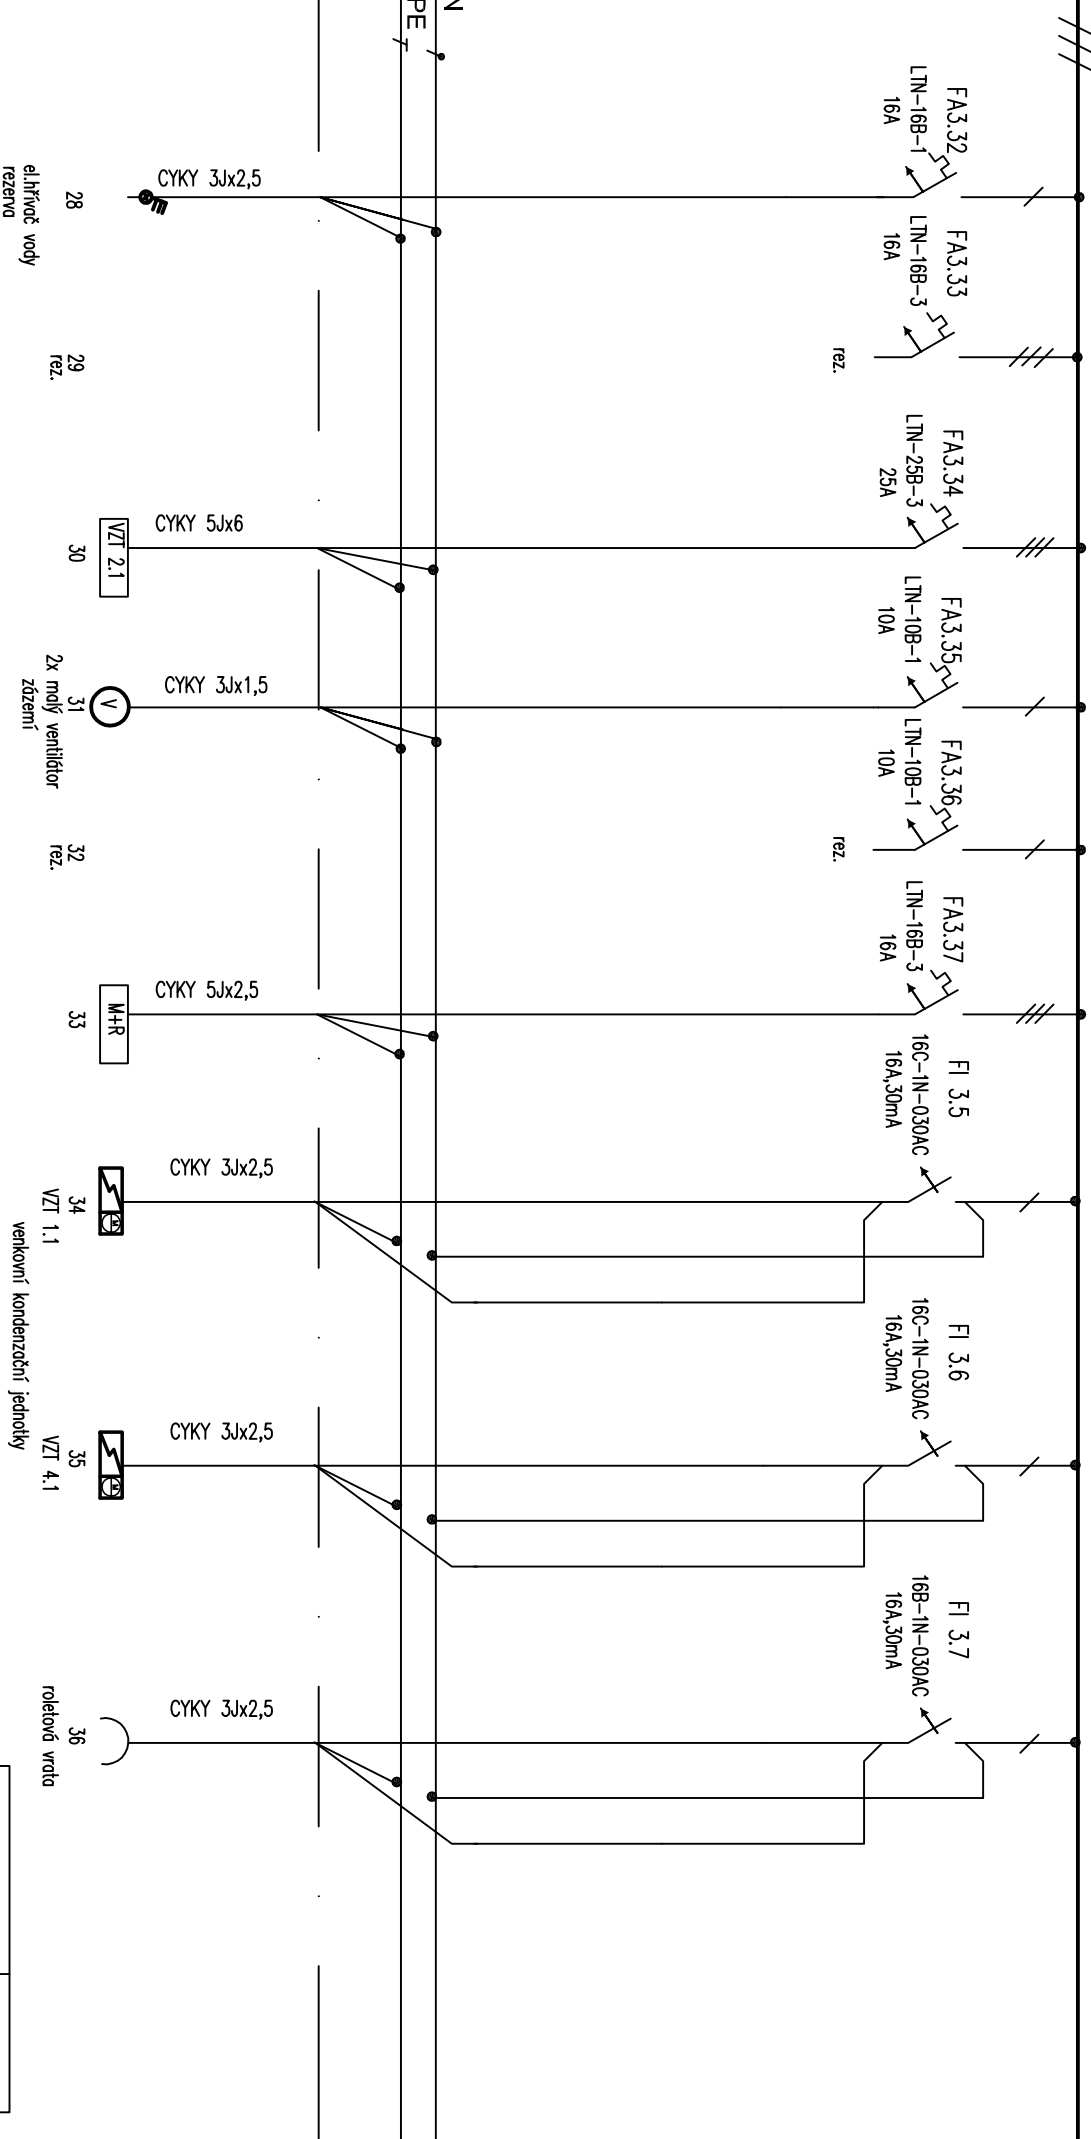 N
PE
FA3.32
LTN-16B-1
16A
FA3.33
LTN-16B-3
16A
FA3.34
LTN-25B-3
25A
FA3.35
LTN-10B-1
10A
FA3.36
LTN-10B-1
10A
FA3.37
LTN-16B-3
16A
FI 3.5
16C-1N-030AC
16A,30mA
FI 3.6
16C-1N-030AC
16A,30mA
FI 3.7
16B-1N-030AC
16A,30mA
rez.
rez.
CYKY 3Jx2,5
CYKY 5Jx6
CYKY 3Jx1,5
CYKY 5Jx2,5
CYKY 3Jx2,5
CYKY 3Jx2,5
CYKY 3Jx2,5
VZT 2.1
V
M+R
M
M
28
el.hřívač vody
rezerva
29
rez.
30
31
2x malý ventilátor
zázemí
32
rez.
33
34
VZT 1.1
35
VZT 4.1
venkovní kondenzační jednotky
36
roletová vrata